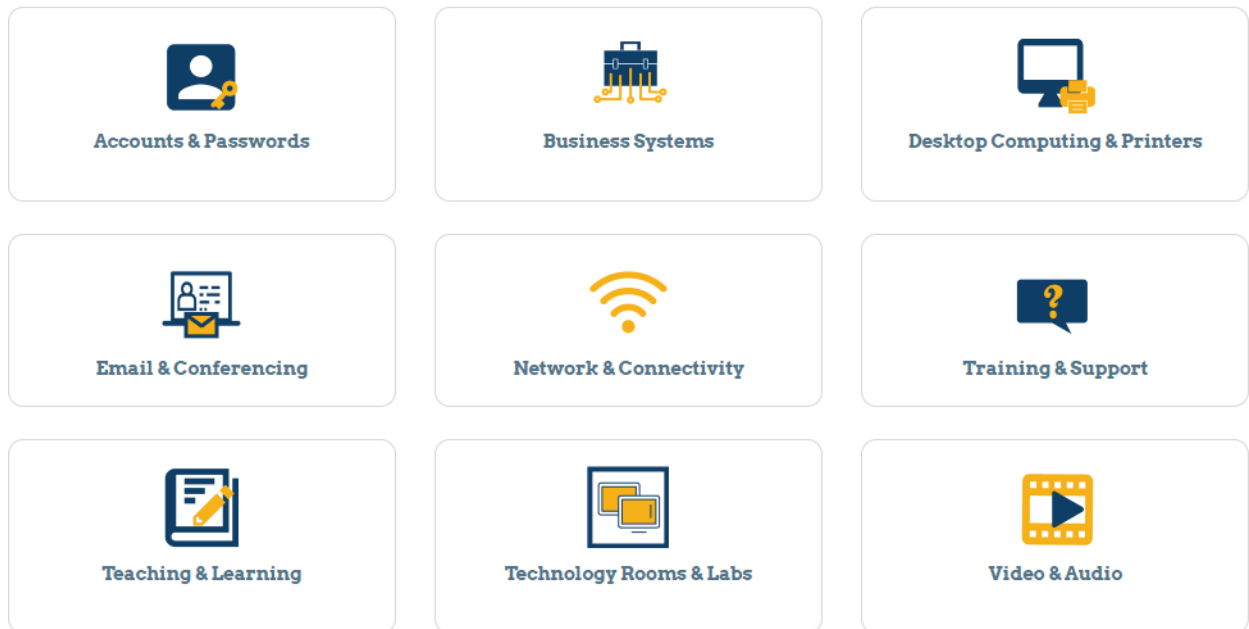 Accounts & Passwords
Business Systems
Desktop Computing & Printers
Email & Conferencing
Network & Connectivity
?
Training & Support
Teaching & Learning
Technology Rooms & Labs
Video & Audio